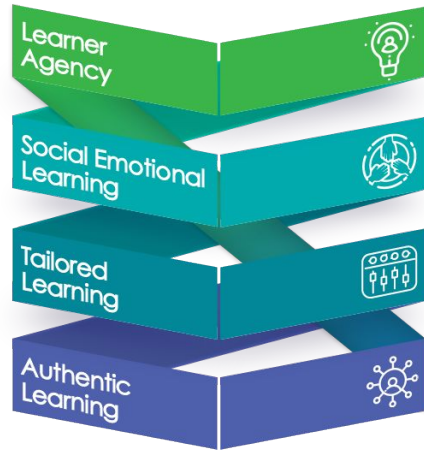 Learner
Agency
Social Emotional
Learning
Tailored
Learning
Authentic
Learning